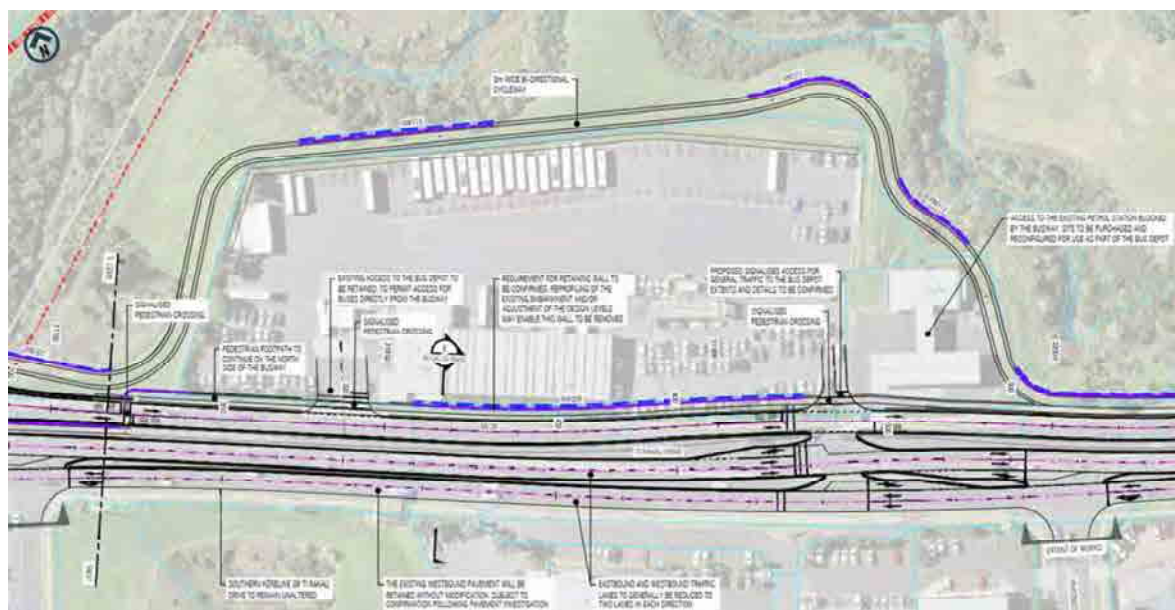 N
3M WIDE BI-DIRECTIONAL
CYCLEWAY
ACCESS TO THE EXISTING PETROL STATION BLOCKED
BY THE BUSWAY. SITE TO BE PURCHASED AND
RECONFIGURED FOR USE AS PART OF THE BUS DEPOT
EXISTING ACCESS TO THE BUS DEPOT TO
BE RETAINED, TO PERMIT ACCESS FOR
BUSES DIRECTLY FROM THE BUSWAY
REQUIREMENT FOR RETAINING WALL TO
BE CONFIRMED. REPROFILING OF THE
EXISTING EMBANKMENT AND/OR
ADJUSTMENT OF THE DESIGN LEVELS
MAY ENABLE THIS WALL TO BE REMOVED
PROPOSED SIGNALISED ACCESS FOR
GENERAL TRAFFIC TO THE BUS DEPOT
EXTENTS AND DETAILS TO BE CONFIRMED
SIGNALISED
PEDESTRIAN CROSSING
SIGNALISED
PEDESTRIAN CROSSING
SIGNALISED
PEDESTRIAN CROSSING
PEDESTRIAN FOOTPATH TO
CONTINUE ON THE NORTH
SIDE OF THE BUSWAY
SOUTHERN KERBLINE OF TI RAKAU
DRIVE TO REMAIN UNALTERED
THE EXISTING WESTBOUND PAVEMENT WILL BE
RETAINED WITHOUT MODIFICATION, SUBJECT TO
CONFIRMATION FOLLOWING PAVEMENT INVESTIGATION
EASTBOUND AND WESTBOUND TRAFFIC
LANES TO GENERALLY BE REDUCED TO
TWO LANES IN EACH DIRECTION
EXTENT OF WORKS